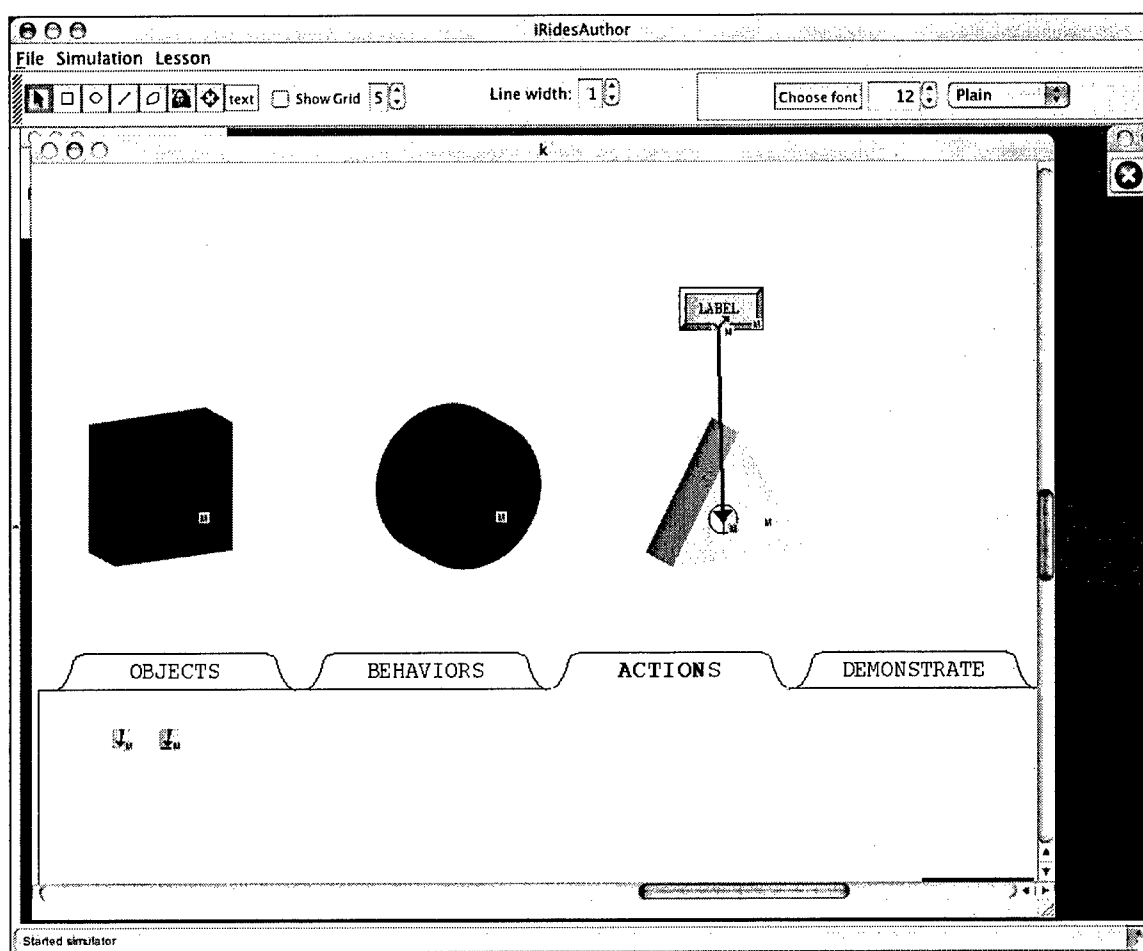 iRidesAuthor
File Simulation Lesson
text Show Grid 5 Line width: 1 Choose font 12 Plain
k
LABEL
M
M
M
M
M
M
OBJECTS BEHAVIORS ACTIONS DEMONSTRATE
M M
Started simulator